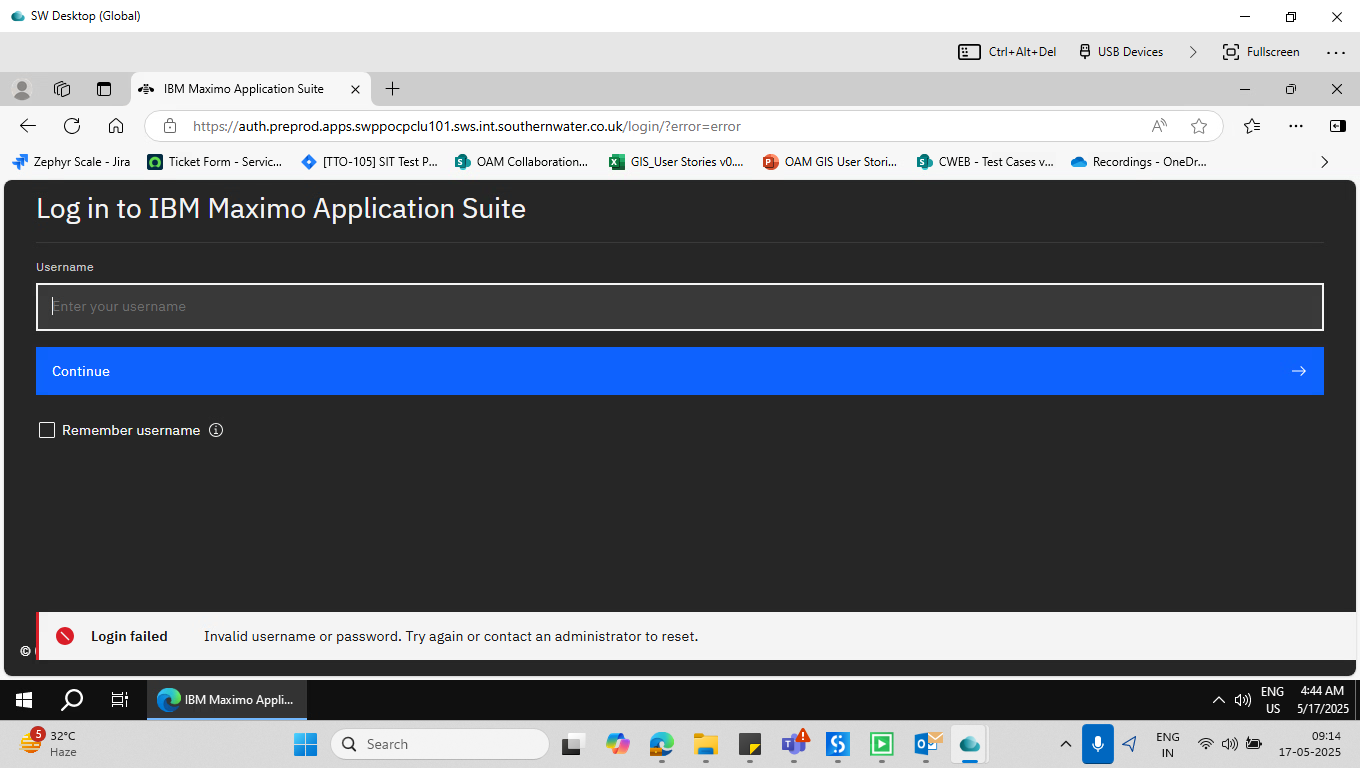 SW Desktop (Global)
Ctrl+Alt+Del
USB Devices
Fullscreen
IBM Maximo Application Suite
https://auth.preprod.apps.swppocpclu101.sws.int.southernwater.co.uk/login/?error=error
Zephyr Scale - Jira
Ticket Form - Servic...
[TTO-105] SIT Test P...
OAM Collaboration...
GIS_User Stories v0....
OAM GIS User Stori...
CWEB - Test Cases v...
Recordings - OneDr...
Log in to IBM Maximo Application Suite
Username
Enter your username
Continue
Remember username
Login failed
Invalid username or password. Try again or contact an administrator to reset.
©
IBM Maximo Appli...
ENG
US
4:44 AM
5/17/2025
5
32°C
Haze
Search
ENG
IN
09:14
17-05-2025